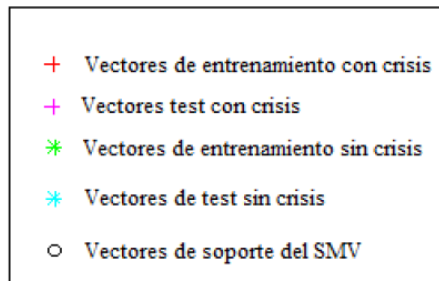 Vectores de entrenamiento con crisis
Vectores test con crisis
Vectores de entrenamiento sin crisis
Vectores de test sin crisis
Vectores de soporte del SMV